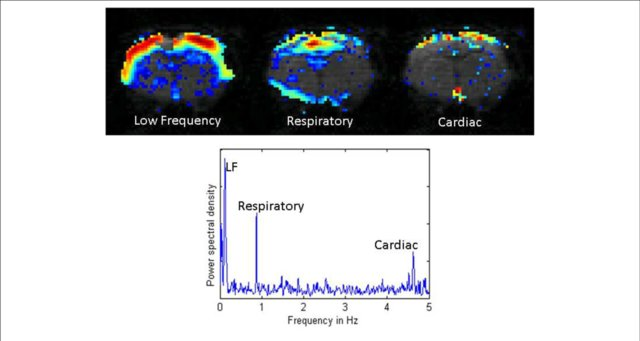 Low Frequency Respiratory Cardiac
LF
Respiratory
Cardiac
Power spectral density
0 1 2 3 4 5
Frequency in Hz